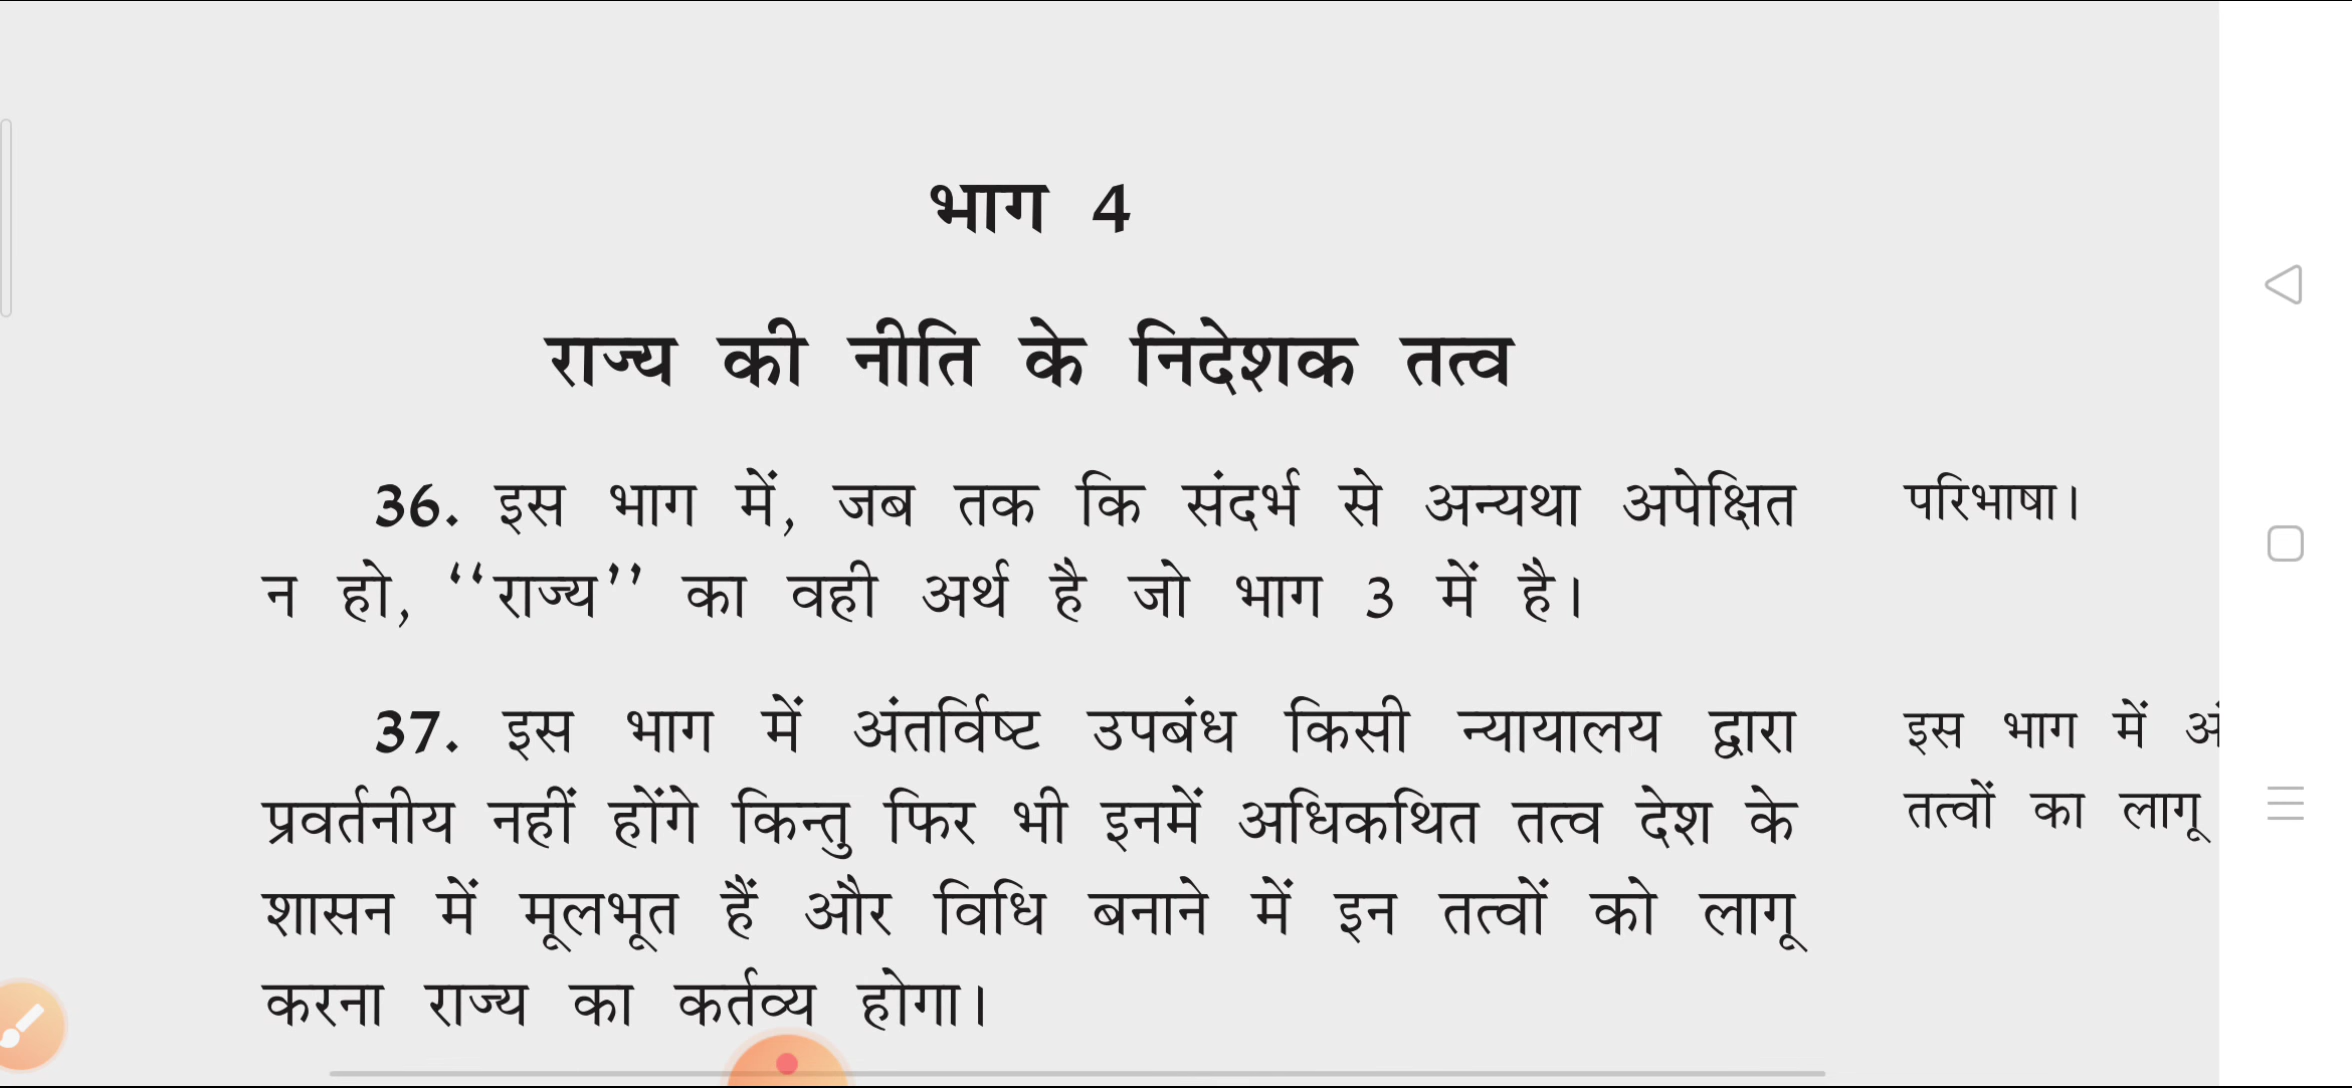 भाग 4
राज्य की नीति के निदेशक तत्व
36. इस भाग में, जब तक कि संदर्भ से अन्यथा अपेक्षित
न हो, ‘‘राज्य’’ का वही अर्थ है जो भाग 3 में है।
परिभाषा।
37. इस भाग में अंतर्विष्ट उपबंध किसी न्यायालय द्वारा
प्रवर्तनीय नहीं होंगे किन्तु फिर भी इनमें अधिकथित तत्व देश के
शासन में मूलभूत हैं और विधि बनाने में इन तत्वों को लागू
करना राज्य का कर्तव्य होगा।
इस भाग में
तत्वों का लागू